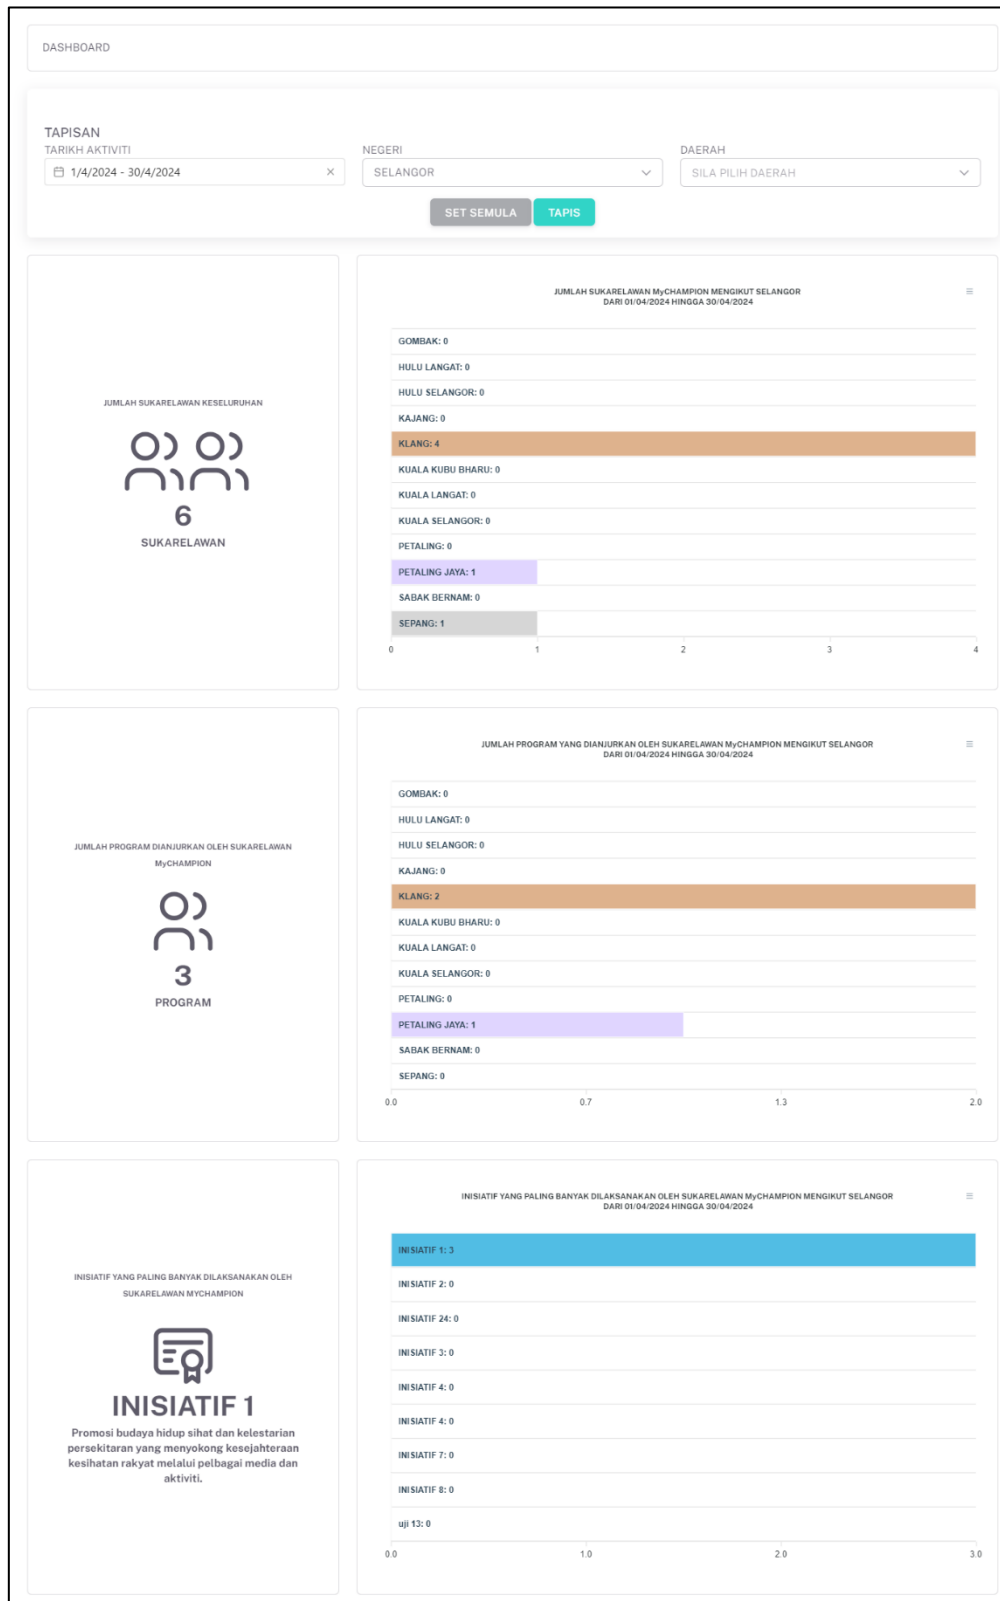 DASHBOARD
TAPISAN
TARIKH AKTIVITI
1/4/2024 - 30/4/2024
NEGERI
SELANGOR
DAERAH
SILA PILIH DAERAH
SET SEMULA
TAPIS
JUMLAH SUKARELAWAN KESELURUHAN
6
SUKARELAWAN
JUMLAH SUKARELAWAN MyCHAMPION MENGIKUT SELANGOR
DARI 01/04/2024 HINGGA 30/04/2024
GOMBAK: 0
HULU LANGAT: 0
HULU SELANGOR: 0
KAJANG: 0
KLANG: 4
KUALA KUBU BHARU: 0
KUALA LANGAT: 0
KUALA SELANGOR: 0
PETALING: 0
PETALING JAYA: 1
SABAK BERNAM: 0
SEPANG: 1
0 1 2 3 4
JUMLAH PROGRAM DIANJURKAN OLEH SUKARELAWAN
MyCHAMPION
3
PROGRAM
JUMLAH PROGRAM YANG DIANJURKAN OLEH SUKARELAWAN MyCHAMPION MENGIKUT SELANGOR
DARI 01/04/2024 HINGGA 30/04/2024
GOMBAK: 0
HULU LANGAT: 0
HULU SELANGOR: 0
KAJANG: 0
KLANG: 2
KUALA KUBU BHARU: 0
KUALA LANGAT: 0
KUALA SELANGOR: 0
PETALING: 0
PETALING JAYA: 1
SABAK BERNAM: 0
SEPANG: 0
0.0 0.7 1.3 2.0
INISIATIF YANG PALING BANYAK DILAKSANAKAN OLEH
SUKARELAWAN MYCHAMPION
INISIATIF 1
Promosi budaya hidup sihat dan kelestarian
persekitaran yang menyokong kesejahteraan
kesihatan rakyat melalui pelbagai media dan
aktiviti.
INISIATIF YANG PALING BANYAK DILAKSANAKAN OLEH SUKARELAWAN MyCHAMPION MENGIKUT SELANGOR
DARI 01/04/2024 HINGGA 30/04/2024
INISIATIF 1: 3
INISIATIF 2: 0
INISIATIF 24: 0
INISIATIF 3: 0
INISIATIF 4: 0
INISIATIF 4: 0
INISIATIF 7: 0
INISIATIF 8: 0
uji 13: 0
0.0 1.0 2.0 3.0